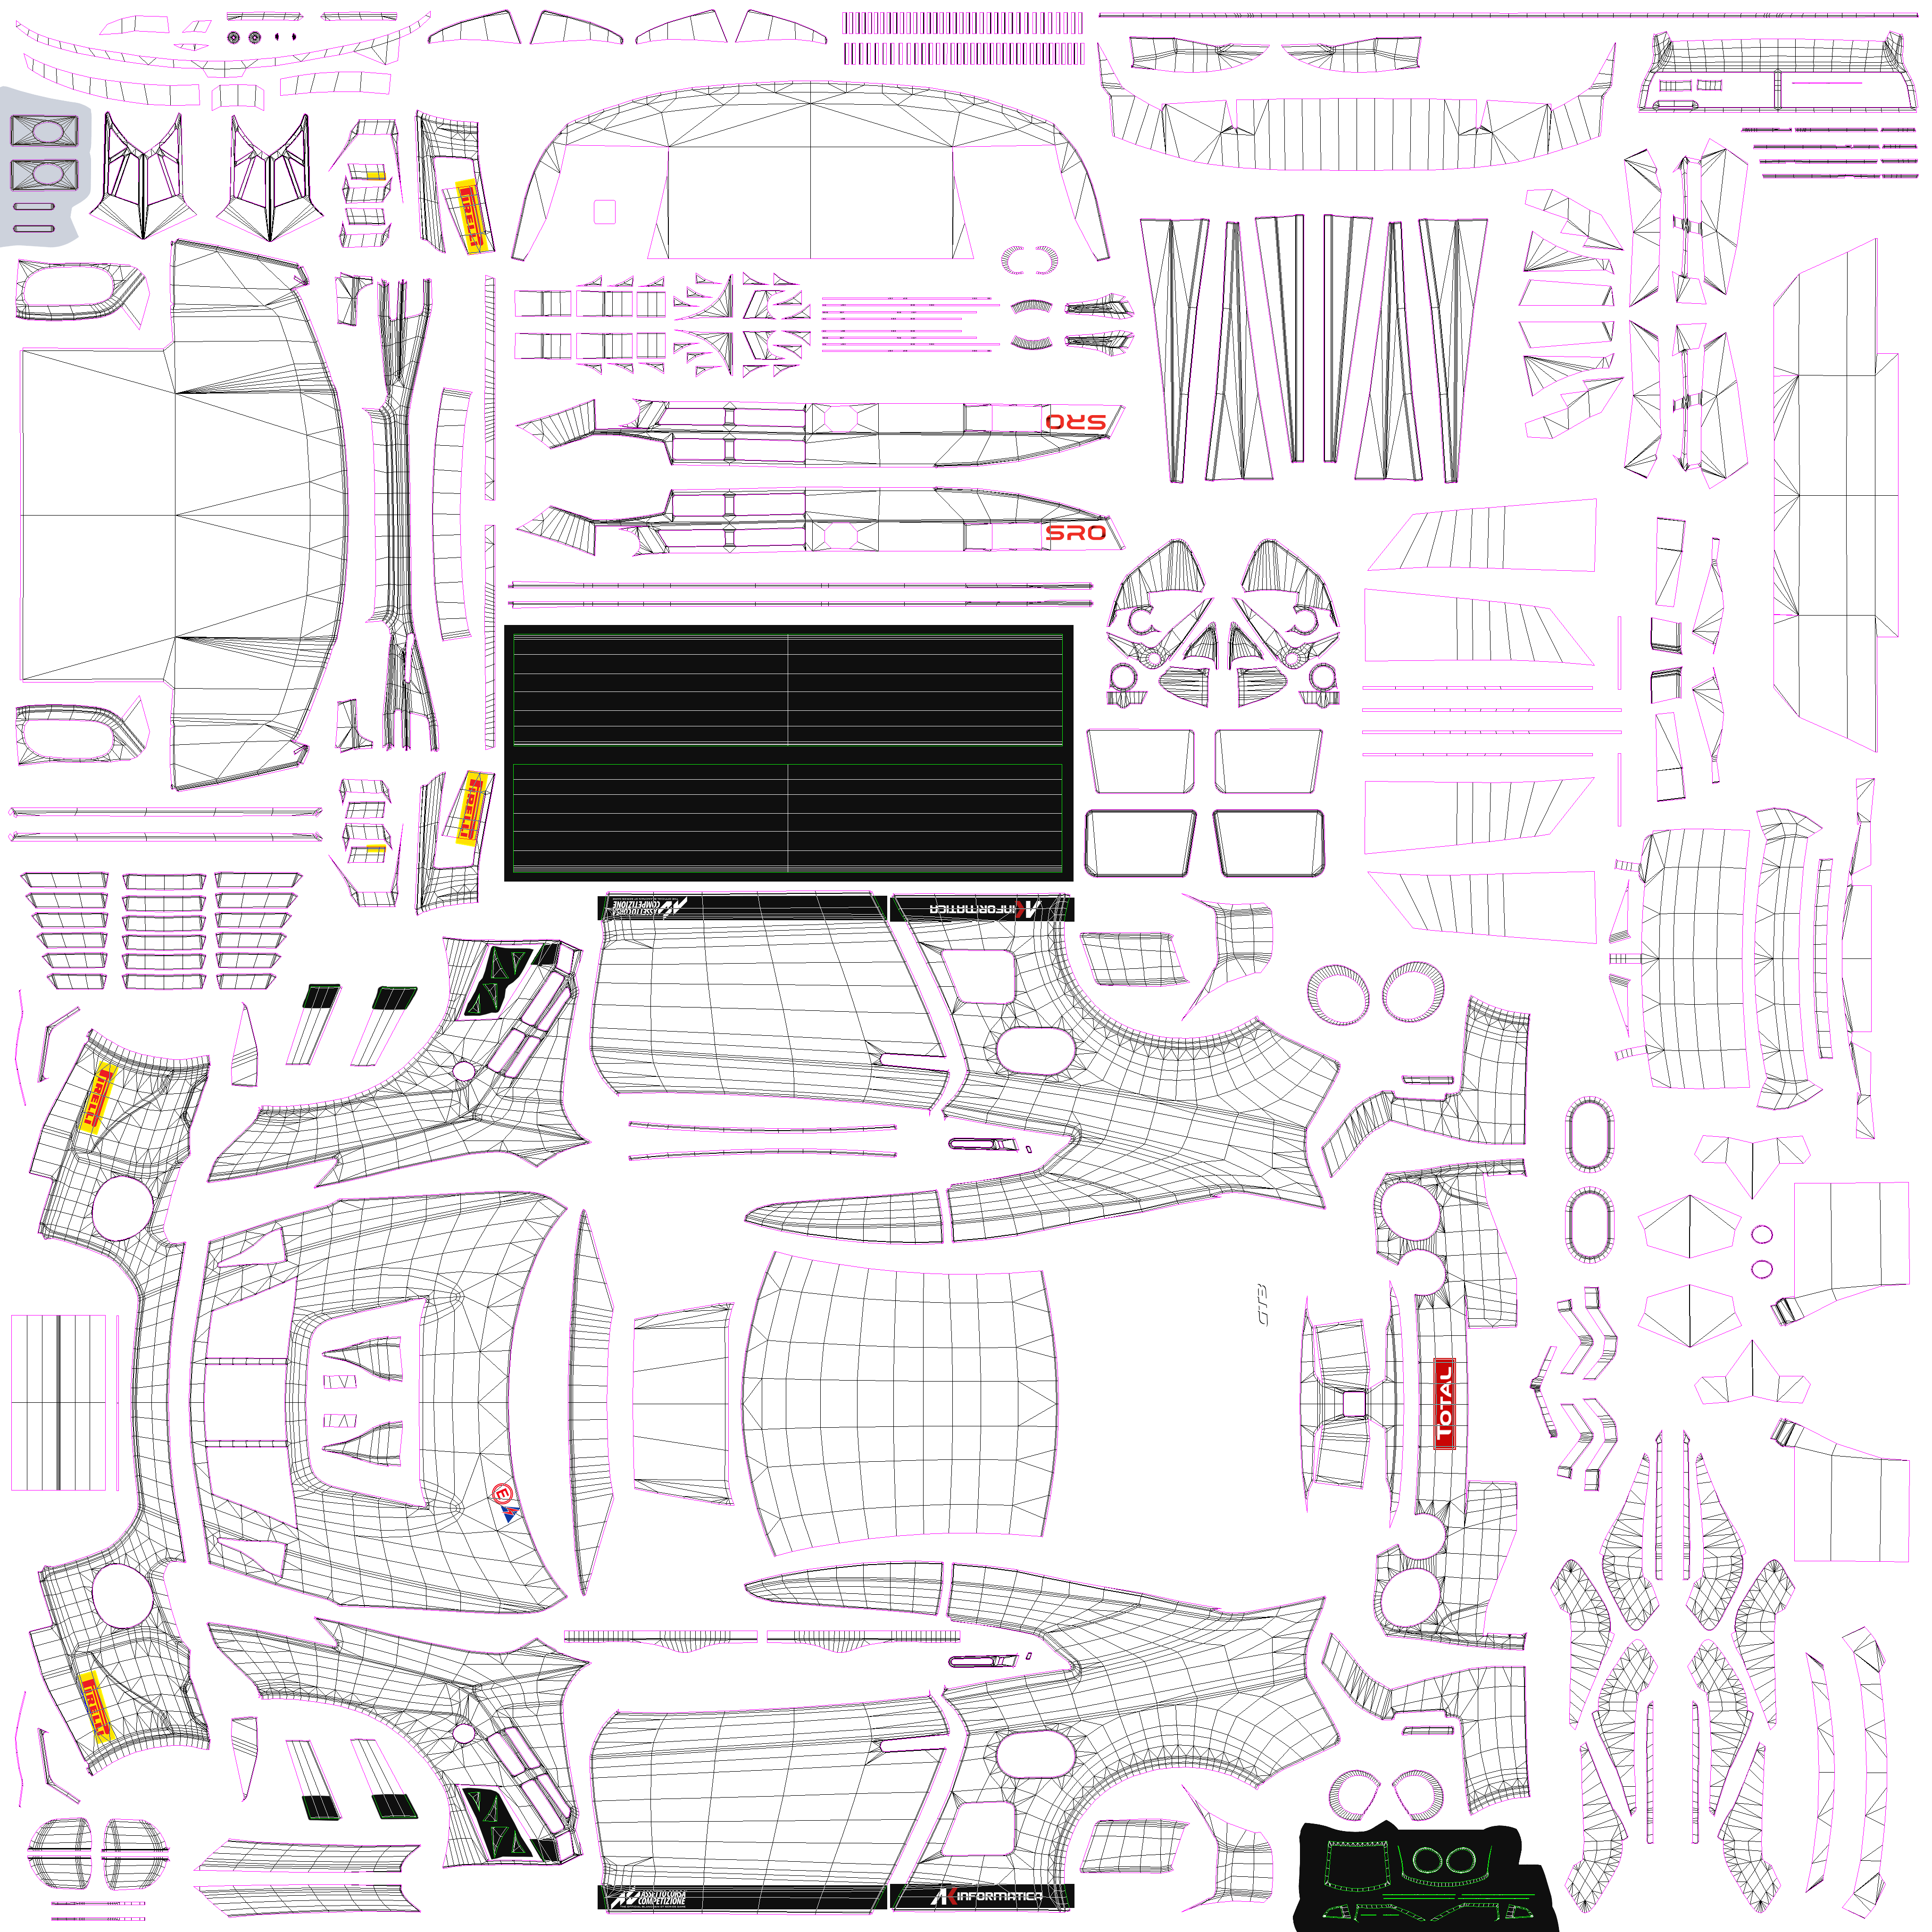 PIRELLI
SRO
SRO
PIRELLI
ASSETTO CORSA
COMPETIZIONE
INFORMATICA
PIRELLI
GT3
TOTAL
E
PIRELLI
ASSETTO CORSA
COMPETIZIONE
INFORMATICA